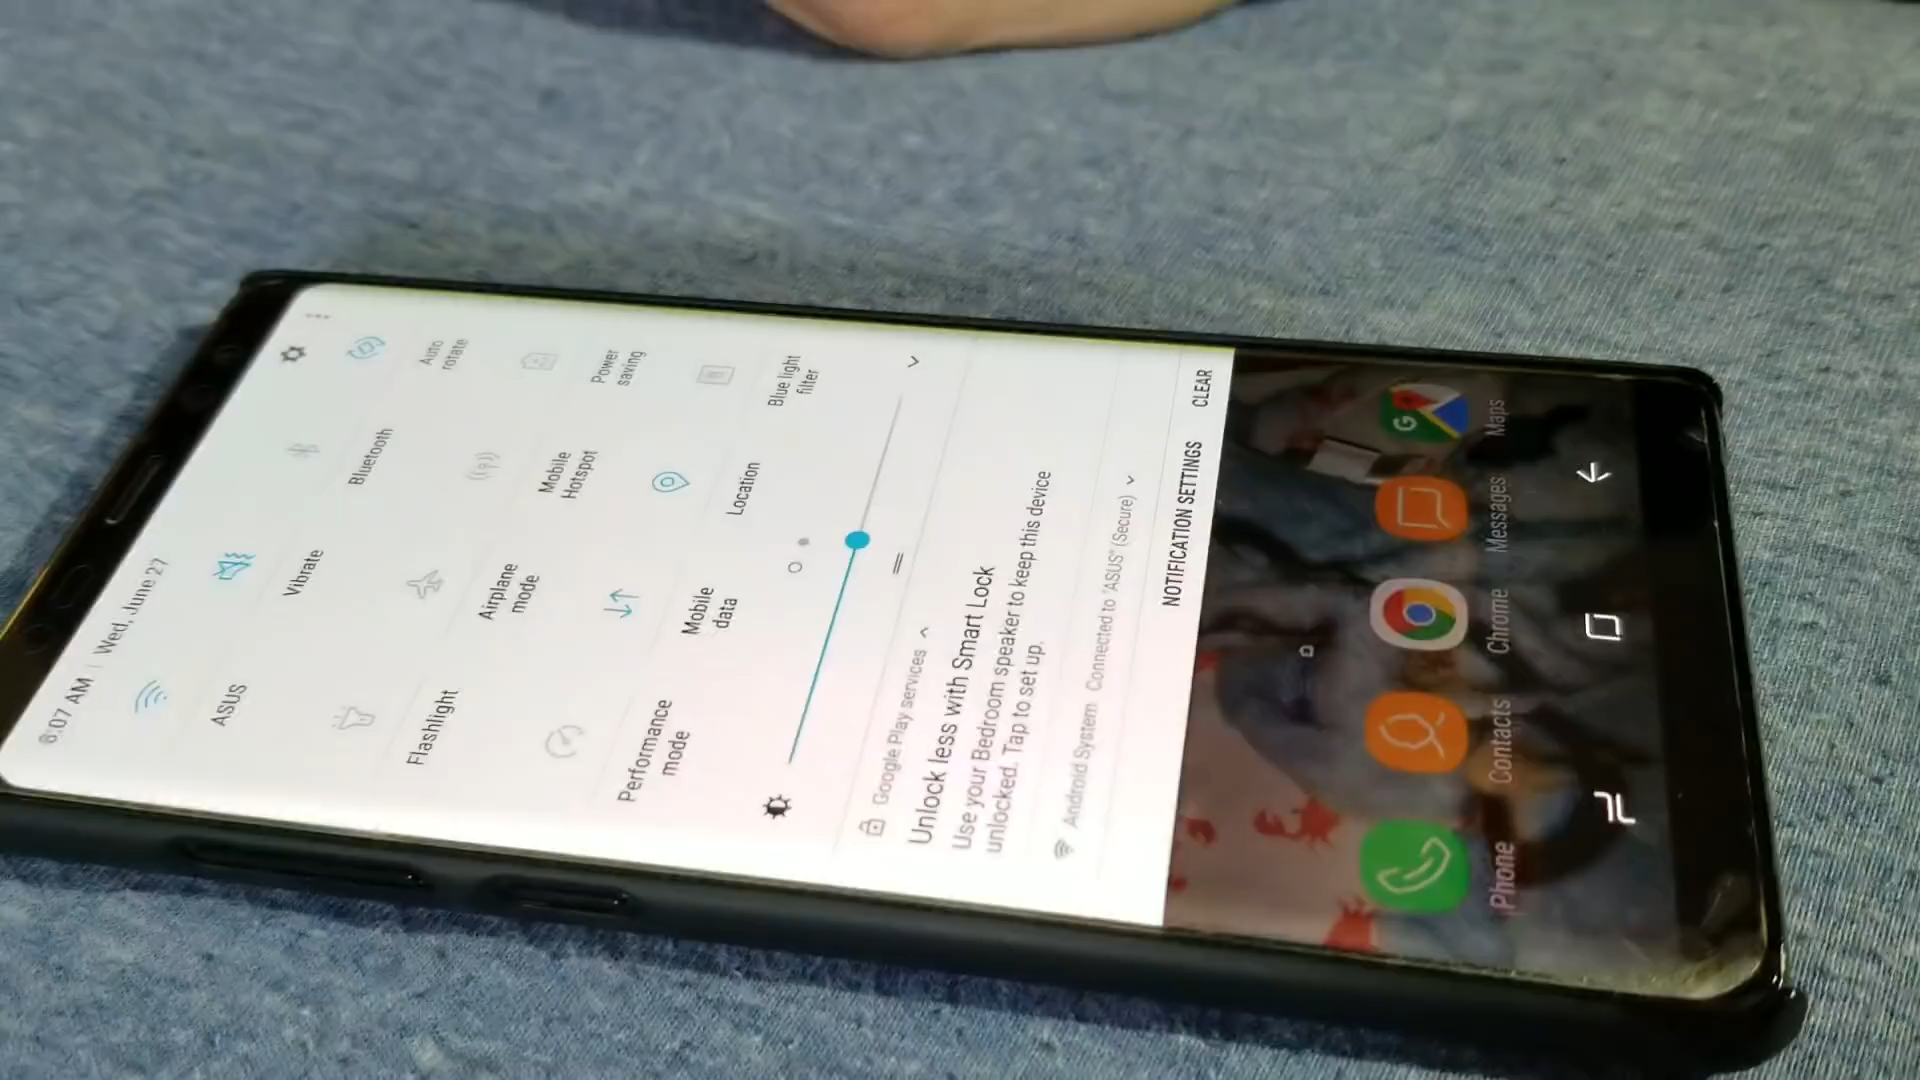 8:07 AM | Wed, June 27
ASUS
Vibrate
Bluetooth
Auto
rotate
Flashlight
Airplane
mode
Mobile
Hotspot
Power
saving
Performance
mode
Mobile
data
Location
Blue light
filter
Google Play services
Unlock less with Smart Lock
Use your Bedroom speaker to keep this device
unlocked. Tap to set up.
Android System Connected to "ASUS" (Secure)
NOTIFICATION SETTINGS CLEAR
Phone
Contacts
Chrome
Messages
Maps